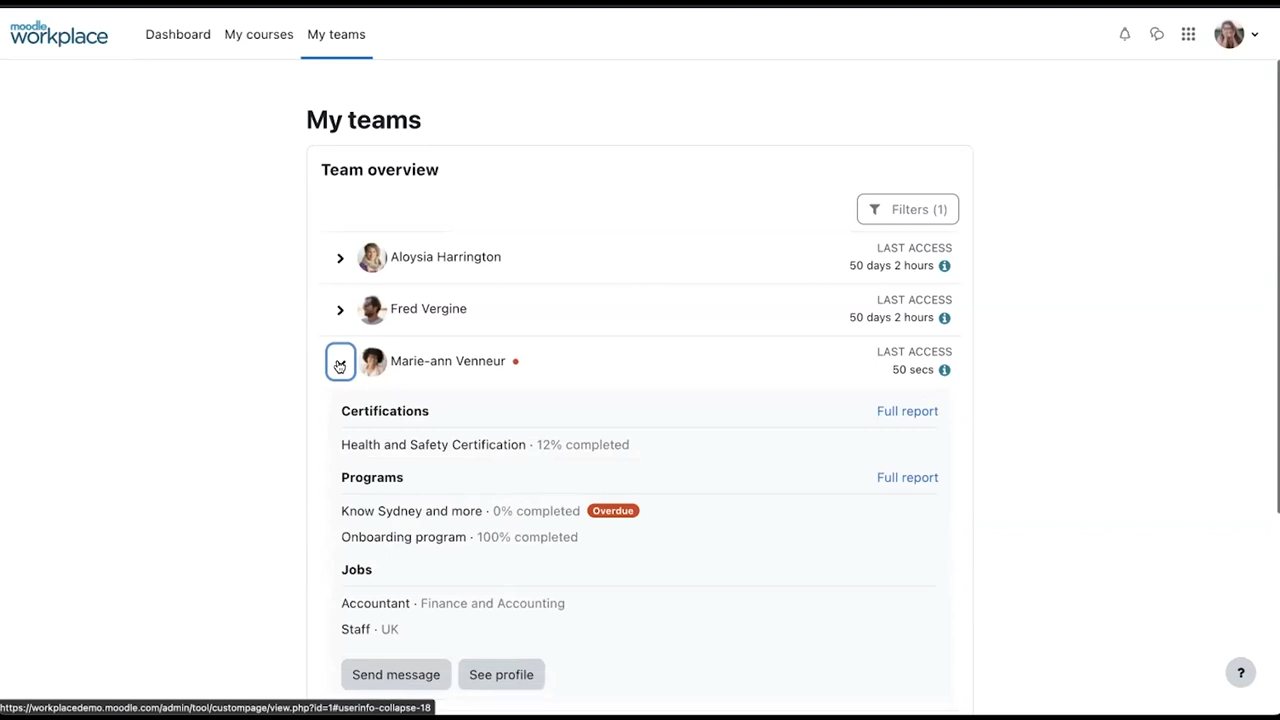 moodle
workplace
Dashboard My courses My teams
My teams
Team overview
Filters (1)
Aloysia Harrington
LAST ACCESS
50 days 2 hours
Fred Vergine
LAST ACCESS
50 days 2 hours
Marie-ann Venneur
LAST ACCESS
50 secs
Certifications Full report
Health and Safety Certification · 12% completed
Programs Full report
Know Sydney and more · 0% completed Overdue
Onboarding program · 100% completed
Jobs
Accountant · Finance and Accounting
Staff · UK
Send message See profile
?
https://workplacedemo.moodle.com/admin/tool/custompage/view.php?id=1#userinfo-collapse-18